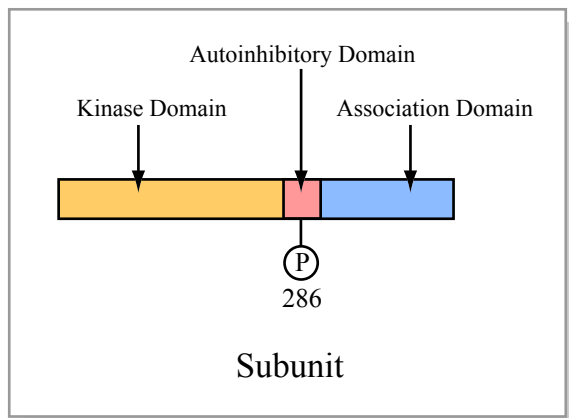 Autoinhibitory Domain
Kinase Domain
Association Domain
P
286
Subunit